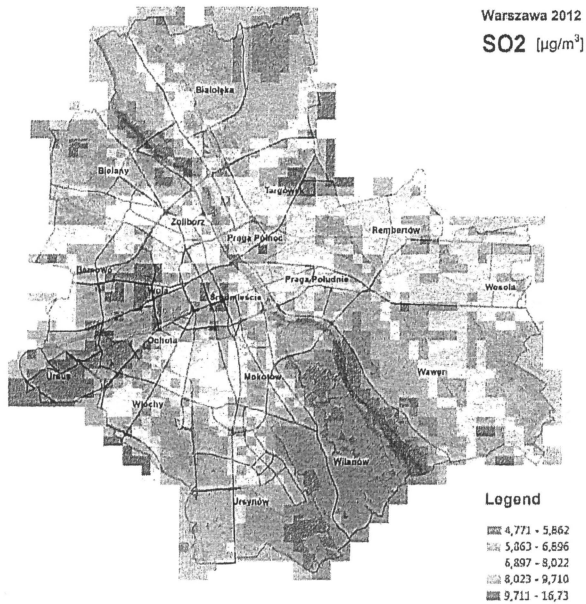 Warszawa 2012
SO2 [µg/m³]
Białołęka
Bielany
Targówek
Żoliborz
Praga Północ
Rembertów
Bemowo
Praga Południe
Wesoła
Wola
Śródmieście
Ochota
Ursus
Mokotów
Wawer
Włochy
Wilanów
Ursynów
Legend
4,771 - 5,862
5,863 - 6,896
6,897 - 8,022
8,023 - 9,710
9,711 - 16,73